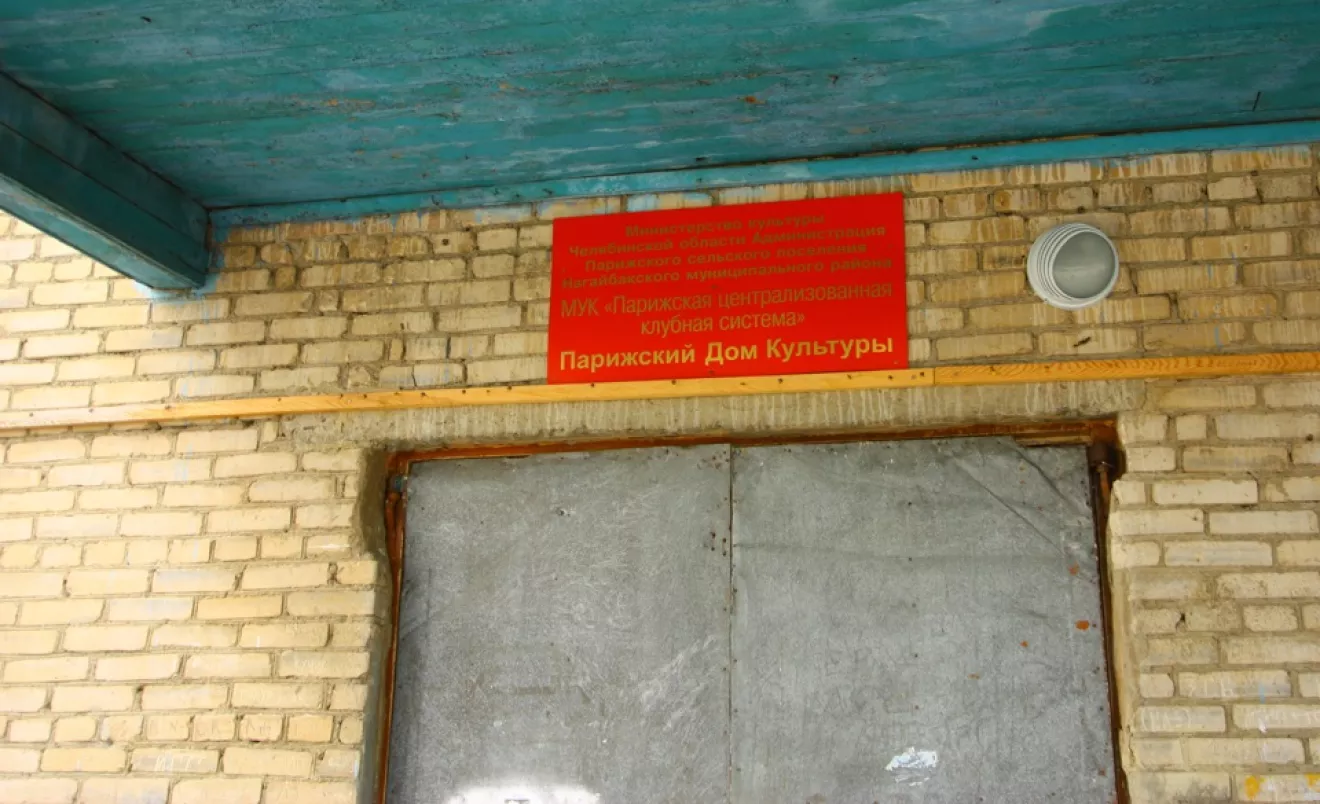 Министерство культуры
Челябинской области Администрация
Парижского сельского поселения
Нагайбакского муниципального района
МУК «Парижская централизованная
клубная система»
Парижский Дом Культуры